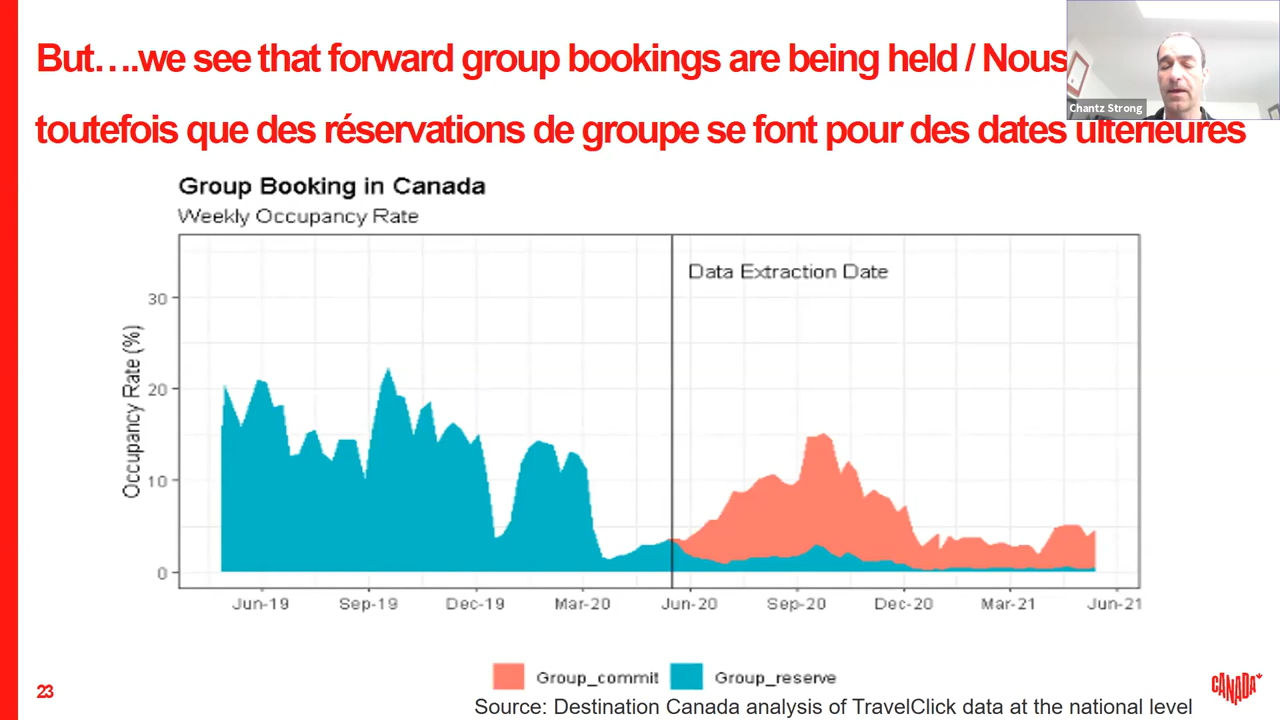 But….we see that forward group bookings are being held / Nous
Chantz Strong
toutefois que des réservations de groupe se font pour des dates ultérieures
Group Booking in Canada
Weekly Occupancy Rate
Data Extraction Date
Occupancy Rate (%)
30
20
10
0
Jun-19 Sep-19 Dec-19 Mar-20 Jun-20 Sep-20 Dec-20 Mar-21 Jun-21
Group_commit Group_reserve
23
CANADA
Source: Destination Canada analysis of TravelClick data at the national level